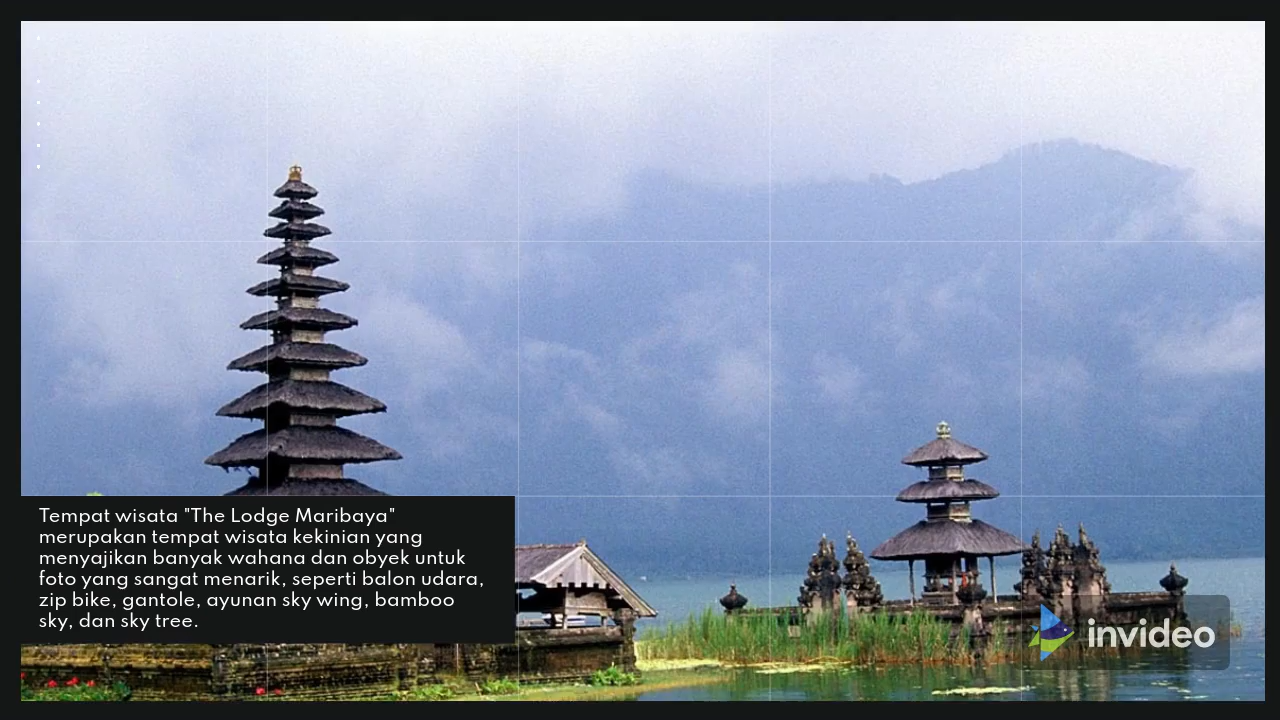 Tempat wisata "The Lodge Maribaya"
merupakan tempat wisata kekinian yang
menyajikan banyak wahana dan obyek untuk
foto yang sangat menarik, seperti balon udara,
zip bike, gantole, ayunan sky wing, bamboo
sky, dan sky tree.
invideo